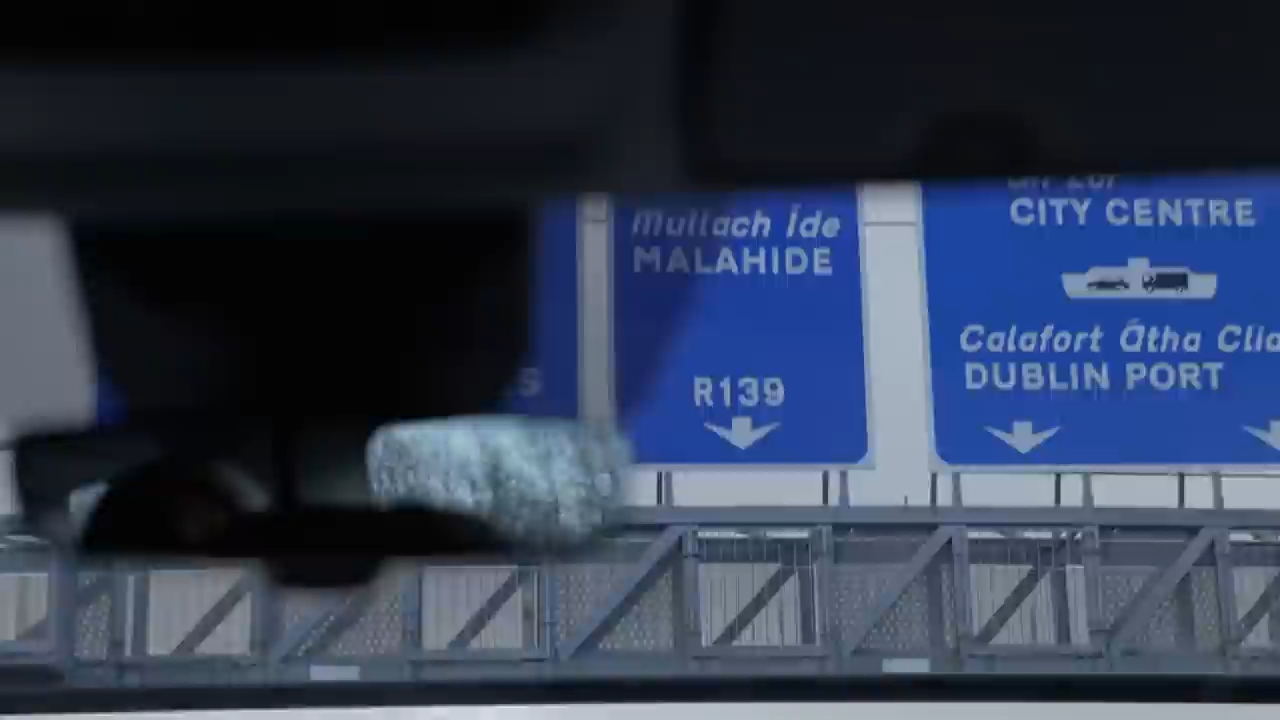 Mullach Íde
MALAHIDE
R139
CITY CENTRE
Calafort Átha
DUBLIN PORT